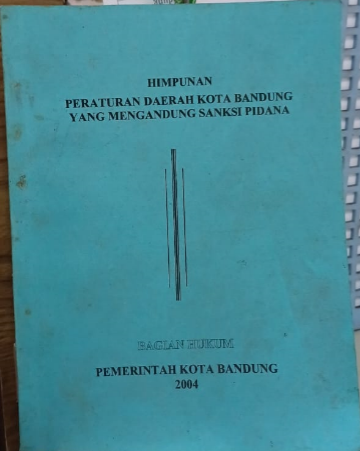 HIMPUNAN
PERATURAN DAERAH KOTA BANDUNG
YANG MENGANDUNG SANKSI PIDANA
BAGIAN HUKUM
PEMERINTAH KOTA BANDUNG
2004